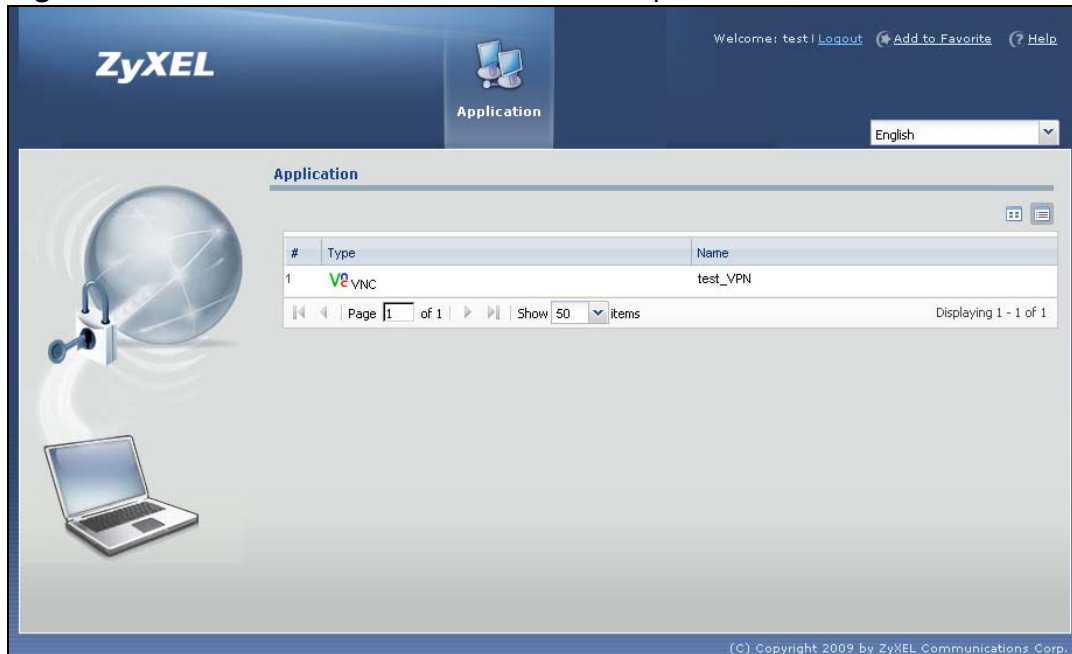 ZyXEL
Welcome: test | Logout Add to Favorite ? Help
Application
English
Application
# Type Name
1 VNC test_VPN
Page 1 of 1 Show 50 items Displaying 1 - 1 of 1
(C) Copyright 2009 by ZyXEL Communications Corp.